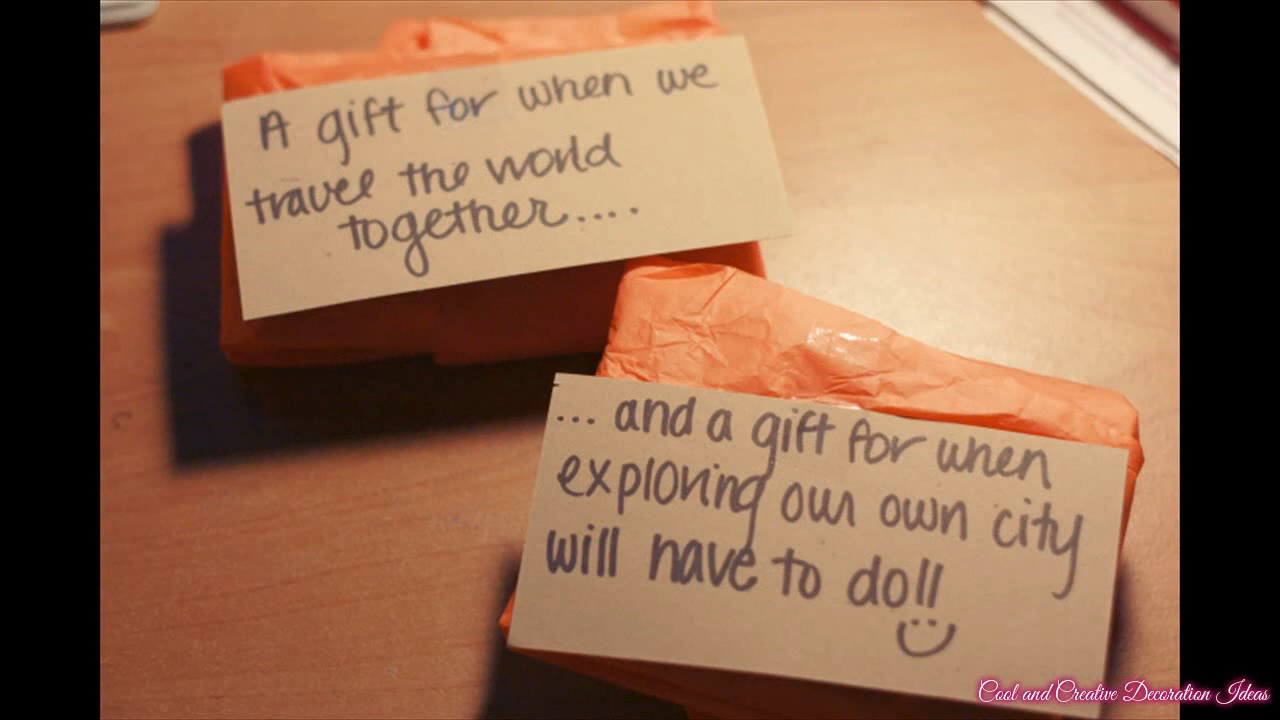 A gift for when we
travel the world
together....
... and a gift for when
exploring our own city
will have to do!!
Cool and Creative Decoration Ideas